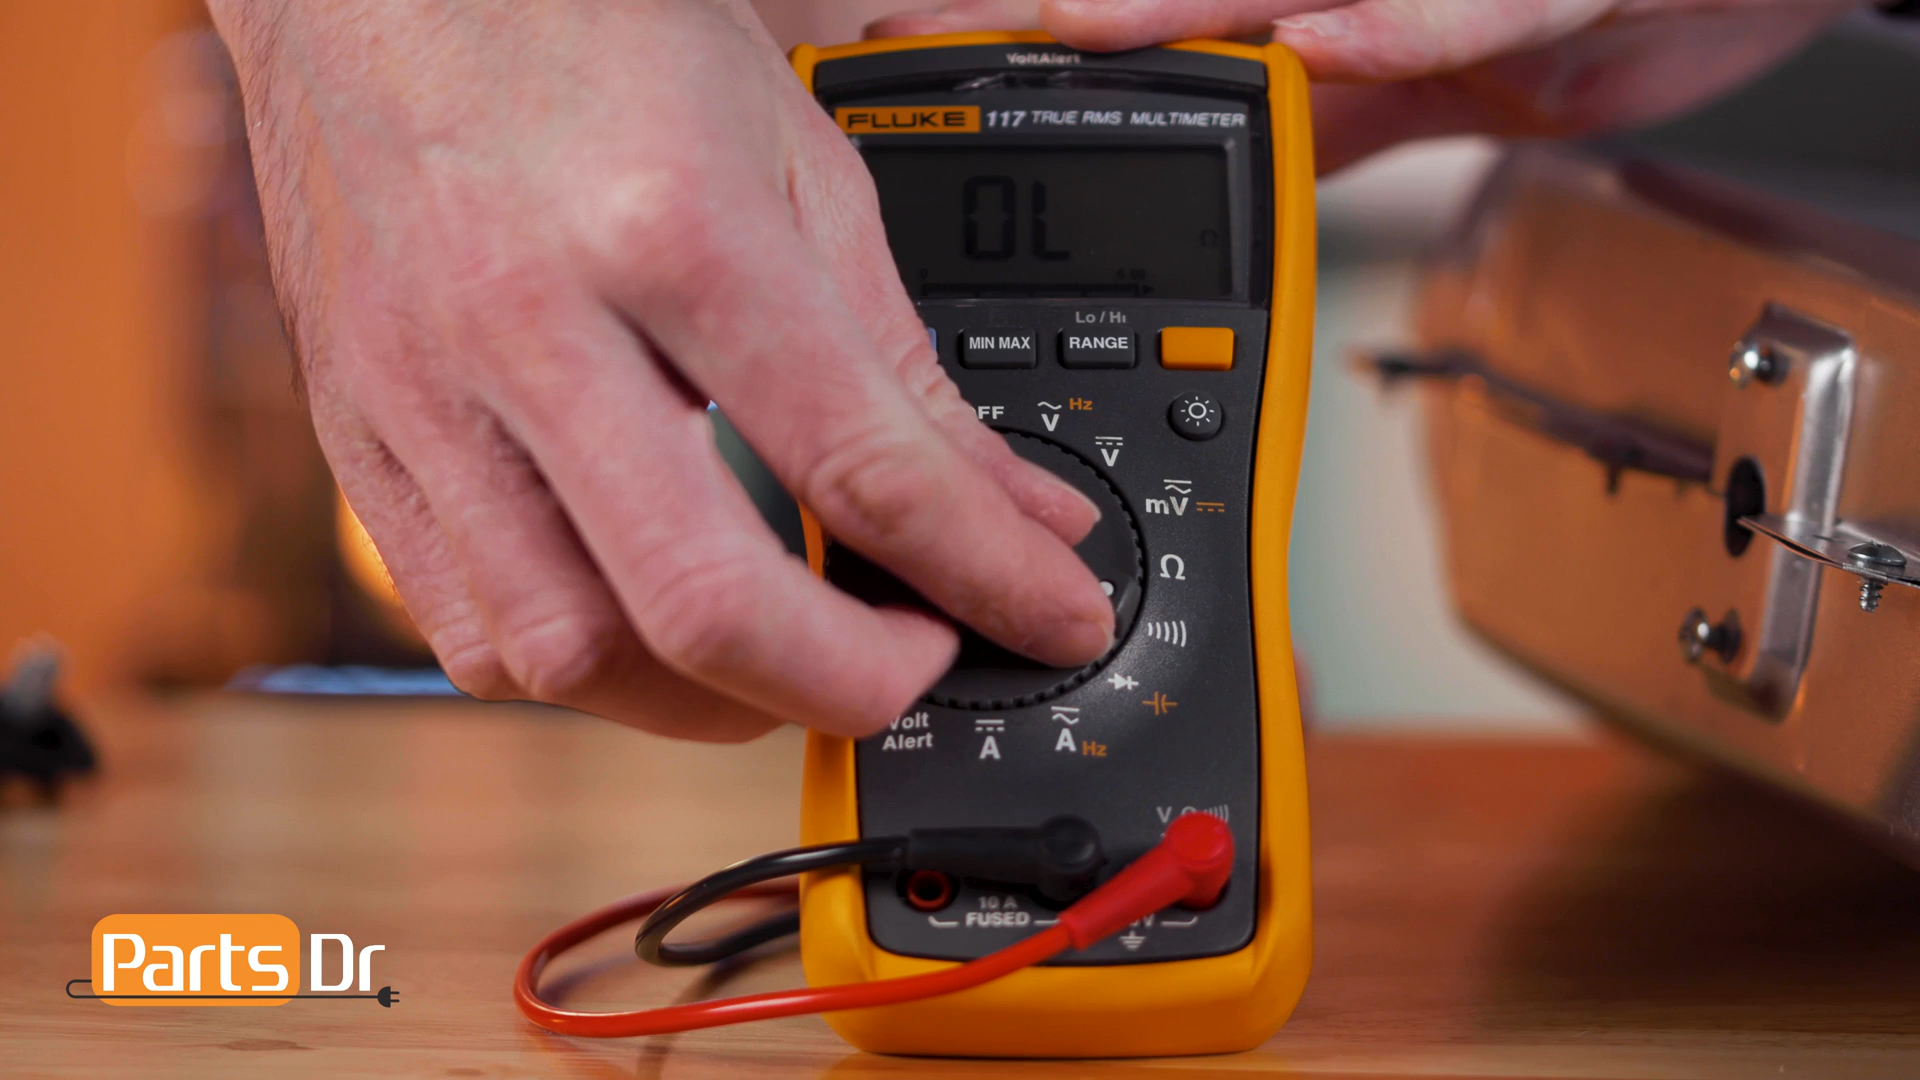 VoltAlert
FLUKE 117 TRUE RMS MULTIMETER
OL
Ω
Lo / Hi
MIN MAX RANGE
Ṽ Hz
V
mV
Ω
Volt Alert
A
A Hz
V Ω
10 A
FUSED
Parts Dr